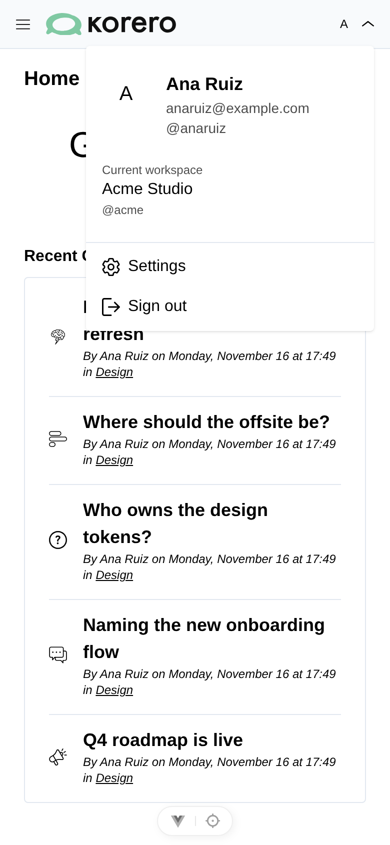 korero
A
Home
A
Ana Ruiz
anaruiz@example.com
@anaruiz
Current workspace
Acme Studio
@acme
Settings
Sign out
Recent
refresh
By Ana Ruiz on Monday, November 16 at 17:49
in Design
Where should the offsite be?
By Ana Ruiz on Monday, November 16 at 17:49
in Design
Who owns the design
tokens?
By Ana Ruiz on Monday, November 16 at 17:49
in Design
Naming the new onboarding
flow
By Ana Ruiz on Monday, November 16 at 17:49
in Design
Q4 roadmap is live
By Ana Ruiz on Monday, November 16 at 17:49
in Design